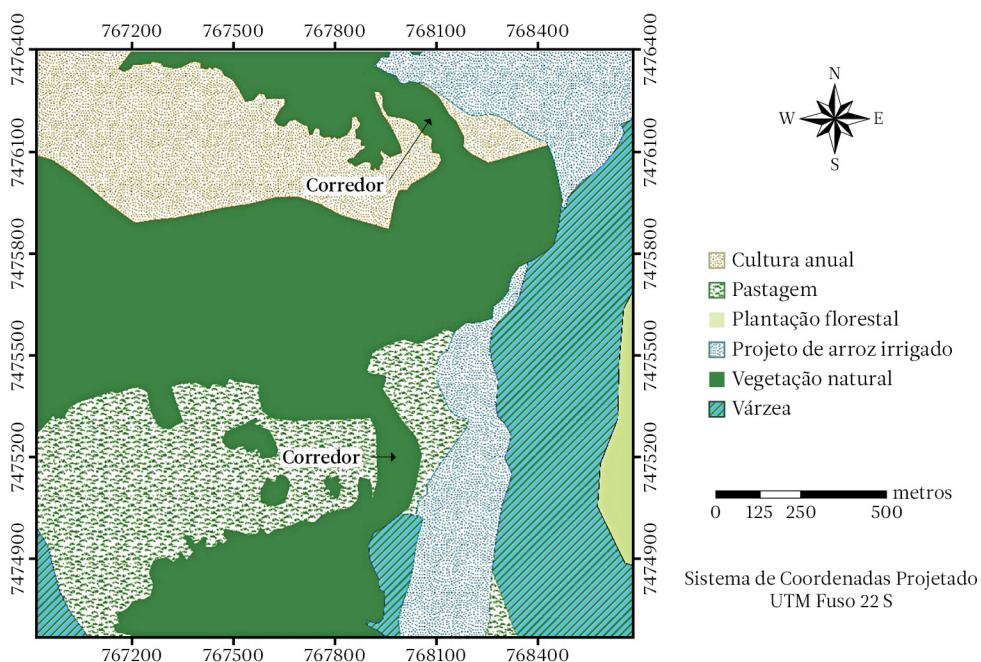 767200 767500 767800 768100 768400
7476400
7476100
7475800
7475500
7475200
7474900
7476400
7476100
7475800
7475500
7475200
7474900
Corredor
Corredor
767200 767500 767800 768100 768400
N
W E
S
Cultura anual
Pastagem
Plantação florestal
Projeto de arroz irrigado
Vegetação natural
Várzea
metros
0 125 250 500
Sistema de Coordenadas Projetado
UTM Fuso 22 S